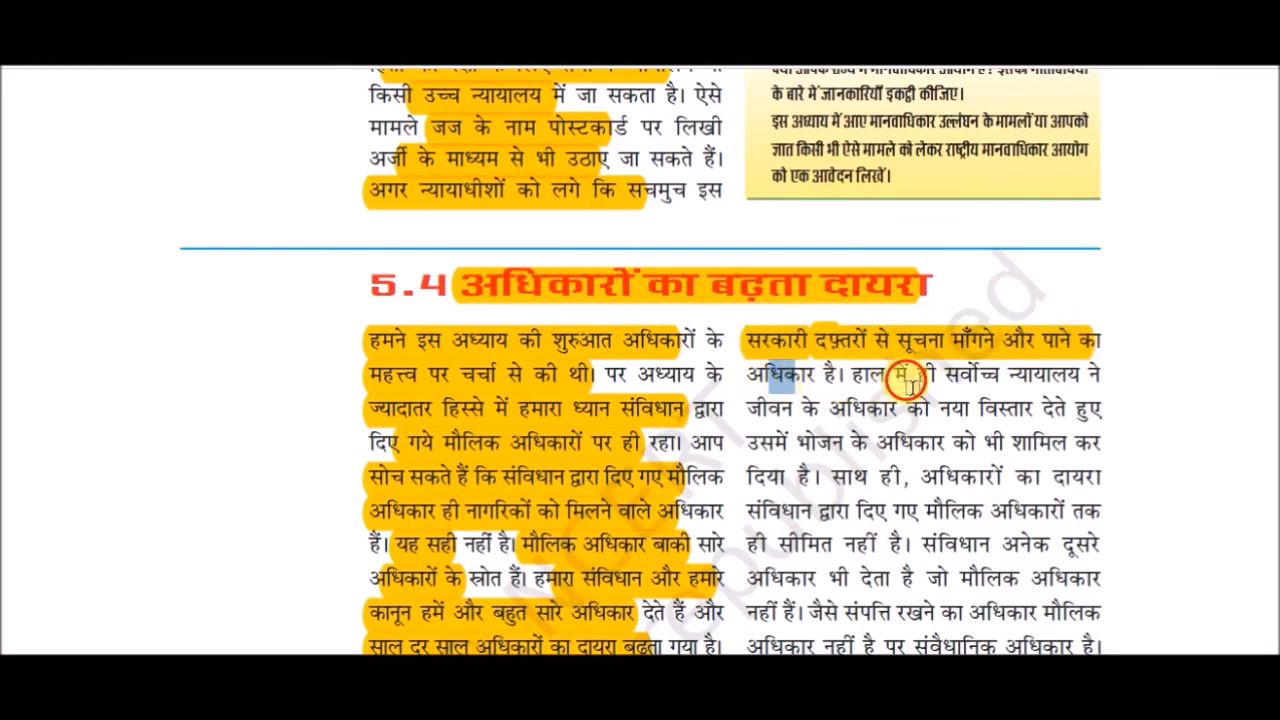 किसी उच्च न्यायालय में जा सकता है। ऐसे
मामले जज के नाम पोस्टकार्ड पर लिखी
अर्जी के माध्यम से भी उठाए जा सकते हैं।
अगर न्यायाधीशों को लगे कि सचमुच इस
के बारे में जानकारियाँ इकट्ठी कीजिए।
इस अध्याय में आए मानवाधिकार उल्लंघन के मामलों या आपको
ज्ञात किसी भी ऐसे मामले को लेकर राष्ट्रीय मानवाधिकार आयोग
को एक आवेदन लिखें।
5.4 अधिकारों का बढ़ता दायरा
हमने इस अध्याय की शुरुआत अधिकारों के
महत्त्व पर चर्चा से की थी। पर अध्याय के
ज्यादातर हिस्से में हमारा ध्यान संविधान द्वारा
दिए गये मौलिक अधिकारों पर ही रहा। आप
सोच सकते हैं कि संविधान द्वारा दिए गए मौलिक
अधिकार ही नागरिकों को मिलने वाले अधिकार
हैं। यह सही नहीं है। मौलिक अधिकार बाकी सारे
अधिकारों के स्रोत हैं। हमारा संविधान और हमारे
कानून हमें और बहुत सारे अधिकार देते हैं और
साल दर साल अधिकारों का दायरा बढ़ता गया है।
सरकारी दफ़्तरों से सूचना माँगने और पाने का
अधिकार है। हाल में ही सर्वोच्च न्यायालय ने
जीवन के अधिकार को नया विस्तार देते हुए
उसमें भोजन के अधिकार को भी शामिल कर
दिया है। साथ ही, अधिकारों का दायरा
संविधान द्वारा दिए गए मौलिक अधिकारों तक
ही सीमित नहीं है। संविधान अनेक दूसरे
अधिकार भी देता है जो मौलिक अधिकार
नहीं हैं। जैसे संपत्ति रखने का अधिकार मौलिक
अधिकार नहीं है पर संवैधानिक अधिकार है।
NCERT
republished